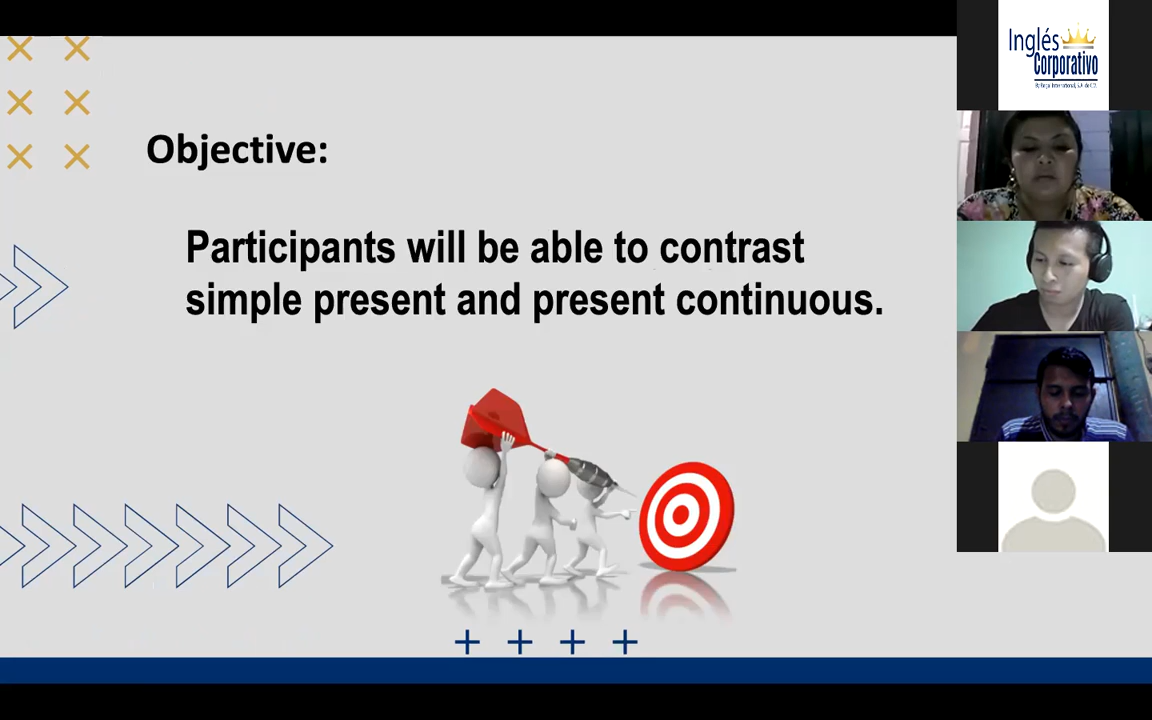 Objective:
Participants will be able to contrast
simple present and present continuous.
Inglés
Corporativo